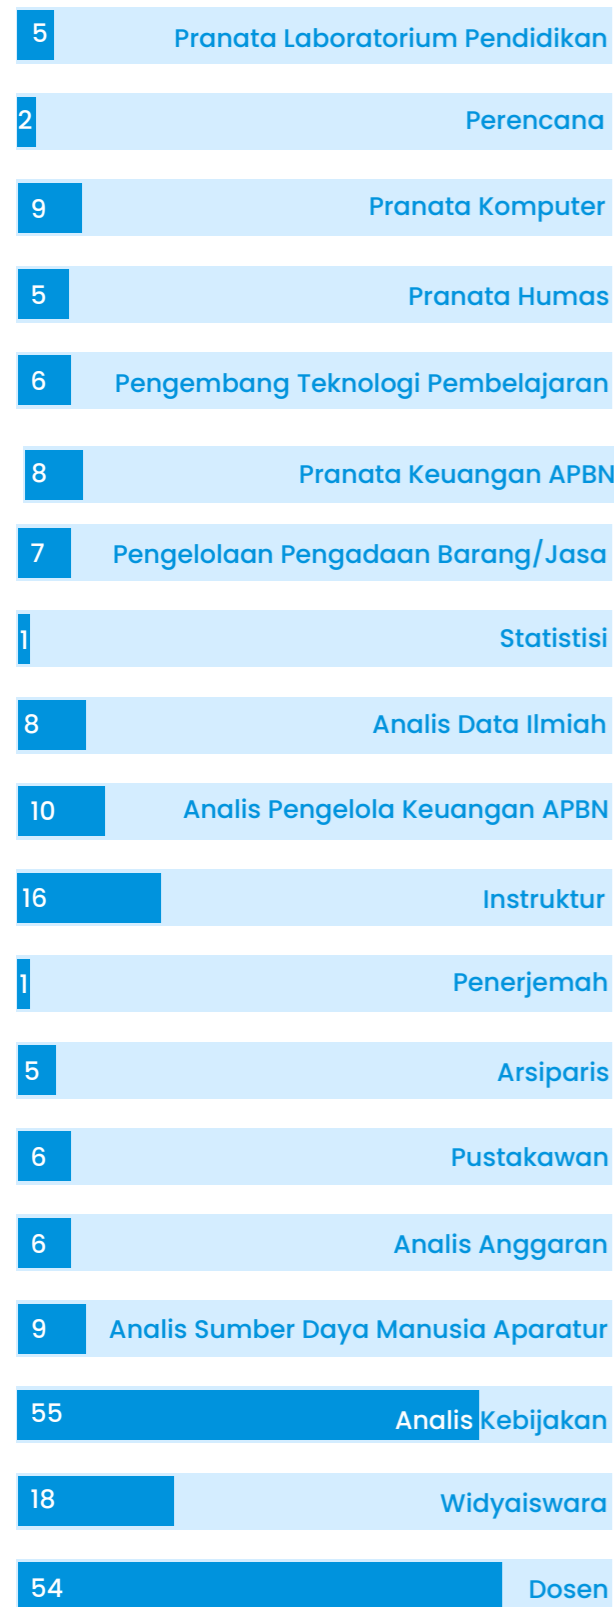 5 Pranata Laboratorium Pendidikan
2 Perencana
9 Pranata Komputer
5 Pranata Humas
6 Pengembang Teknologi Pembelajaran
8 Pranata Keuangan APBN
7 Pengelolaan Pengadaan Barang/Jasa
1 Statistisi
8 Analis Data Ilmiah
10 Analis Pengelola Keuangan APBN
16 Instruktur
1 Penerjemah
5 Arsiparis
6 Pustakawan
6 Analis Anggaran
9 Analis Sumber Daya Manusia Aparatur
55 Analis Kebijakan
18 Widyaiswara
54 Dosen